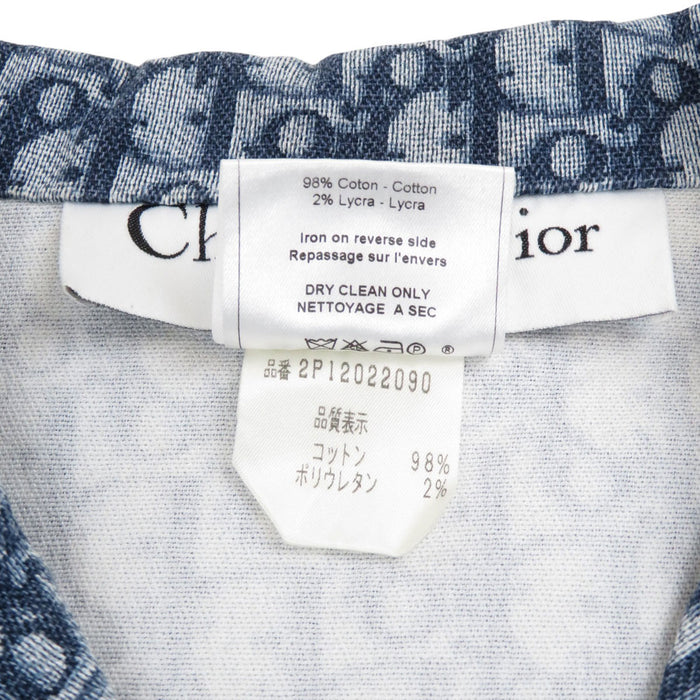 98% Coton - Cotton
2% Lycra - Lycra
Ch ior
Iron on reverse side
Repassage sur l'envers
DRY CLEAN ONLY
NETTOYAGE A SEC
P ®
品番 2P12022090
品質表示
コットン 98%
ポリウレタン 2%